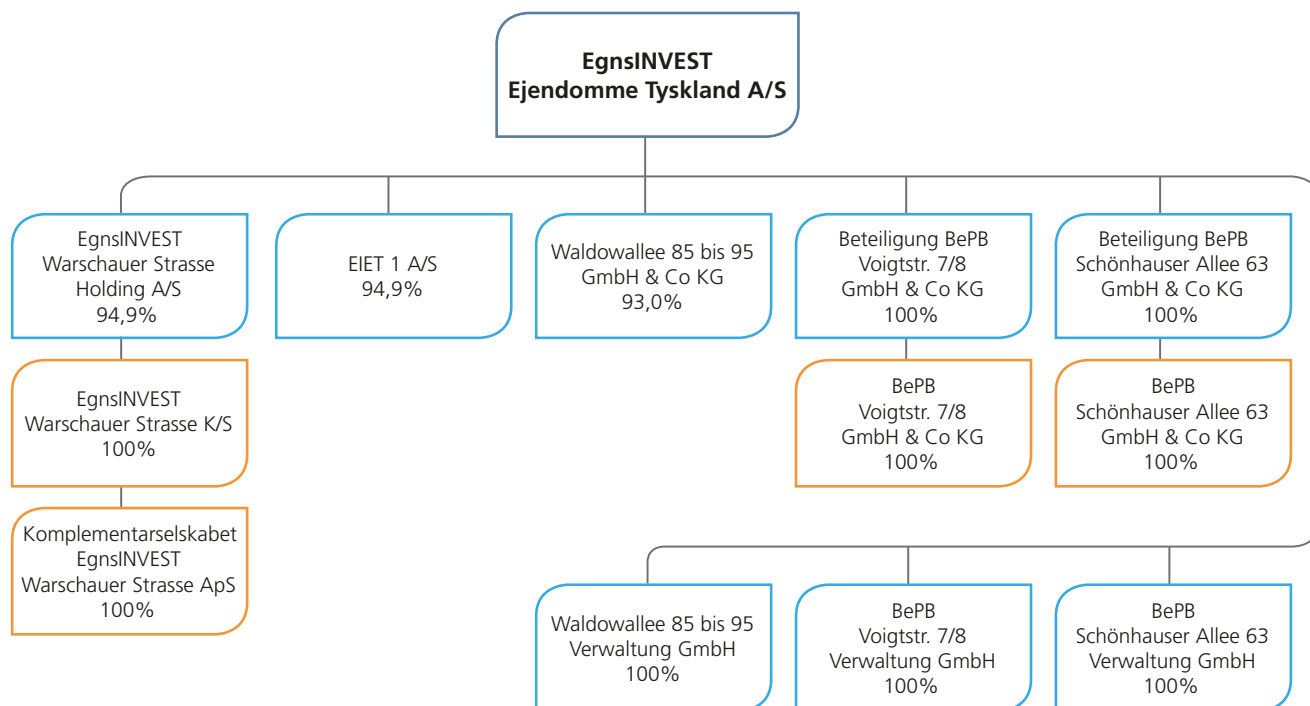 EgnsINVEST
Ejendomme Tyskland A/S
EgnsINVEST
Warschauer Strasse
Holding A/S
94,9%
EIET 1 A/S
94,9%
Waldowallee 85 bis 95
GmbH & Co KG
93,0%
Beteiligung BePB
Voigtstr. 7/8
GmbH & Co KG
100%
Beteiligung BePB
Schönhauser Allee 63
GmbH & Co KG
100%
EgnsINVEST
Warschauer Strasse K/S
100%
BePB
Voigtstr. 7/8
GmbH & Co KG
100%
BePB
Schönhauser Allee 63
GmbH & Co KG
100%
Komplementarselskabet
EgnsINVEST
Warschauer Strasse ApS
100%
Waldowallee 85 bis 95
Verwaltung GmbH
100%
BePB
Voigtstr. 7/8
Verwaltung GmbH
100%
BePB
Schönhauser Allee 63
Verwaltung GmbH
100%